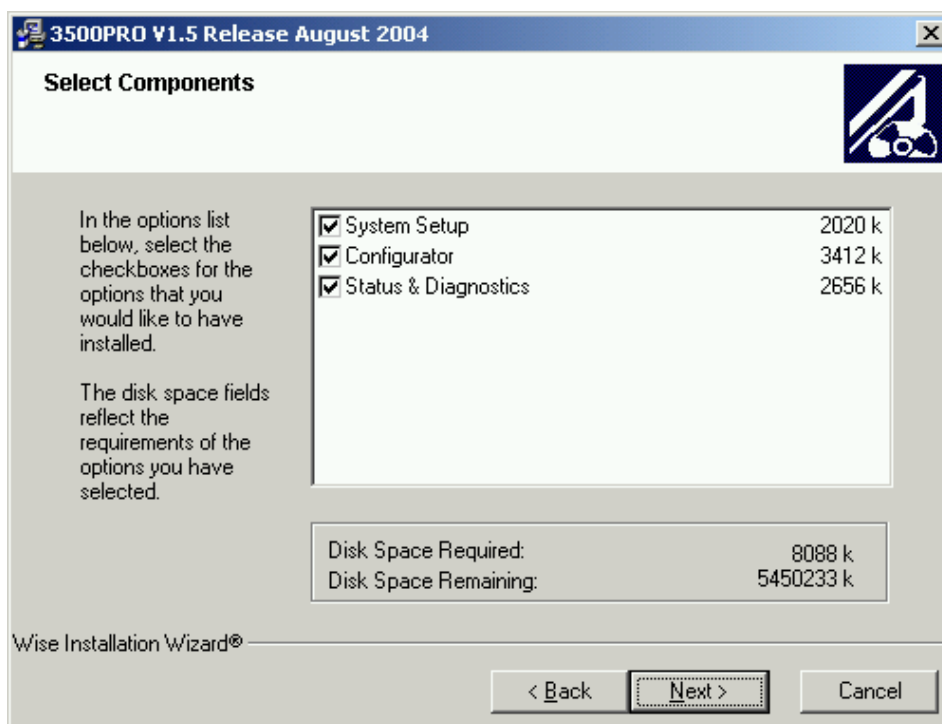 3500PRO V1.5 Release August 2004
Select Components
In the options list
below, select the
checkboxes for the
options that you
would like to have
installed.
The disk space fields
reflect the
requirements of the
options you have
selected.
System Setup 2020 k
Configurator 3412 k
Status & Diagnostics 2656 k
Disk Space Required: 8088 k
Disk Space Remaining: 5450233 k
Wise Installation Wizard®
< Back
Next >
Cancel